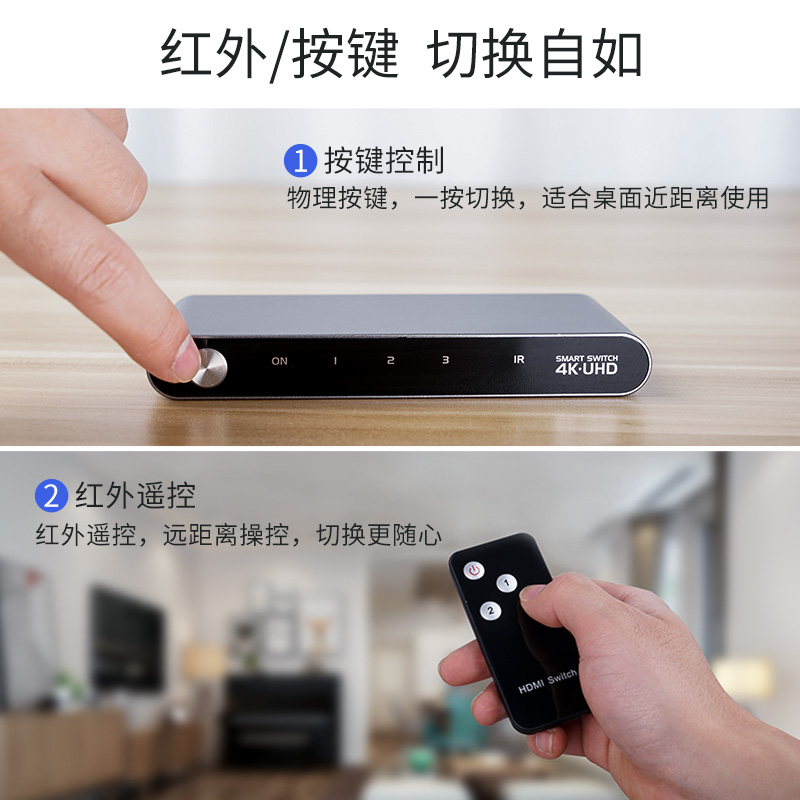 红外/按键 切换自如
1 按键控制
物理按键，一按切换，适合桌面近距离使用
ON 1 2 3 IR SMART SWITCH
4K·UHD
2 红外遥控
红外遥控，远距离操控，切换更随心
1
2
HDMI Switch